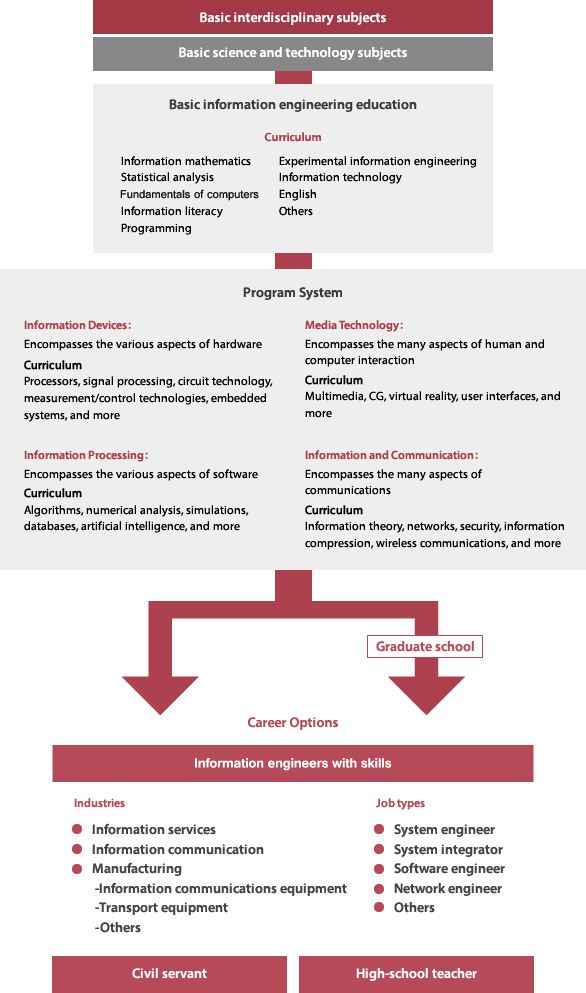 Basic interdisciplinary subjects
Basic science and technology subjects
Basic information engineering education
Curriculum
Information mathematics
Statistical analysis
Fundamentals of computers
Information literacy
Programming
Experimental information engineering
Information technology
English
Others
Program System
Information Devices:
Encompasses the various aspects of hardware
Curriculum
Processors, signal processing, circuit technology,
measurement/control technologies, embedded
systems, and more
Media Technology:
Encompasses the many aspects of human and
computer interaction
Curriculum
Multimedia, CG, virtual reality, user interfaces, and
more
Information Processing:
Encompasses the various aspects of software
Curriculum
Algorithms, numerical analysis, simulations,
databases, artificial intelligence, and more
Information and Communication:
Encompasses the many aspects of
communications
Curriculum
Information theory, networks, security, information
compression, wireless communications, and more
Graduate school
Career Options
Information engineers with skills
Industries
Information services
Information communication
Manufacturing
-Information communications equipment
-Transport equipment
-Others
Job types
System engineer
System integrator
Software engineer
Network engineer
Others
Civil servant
High-school teacher